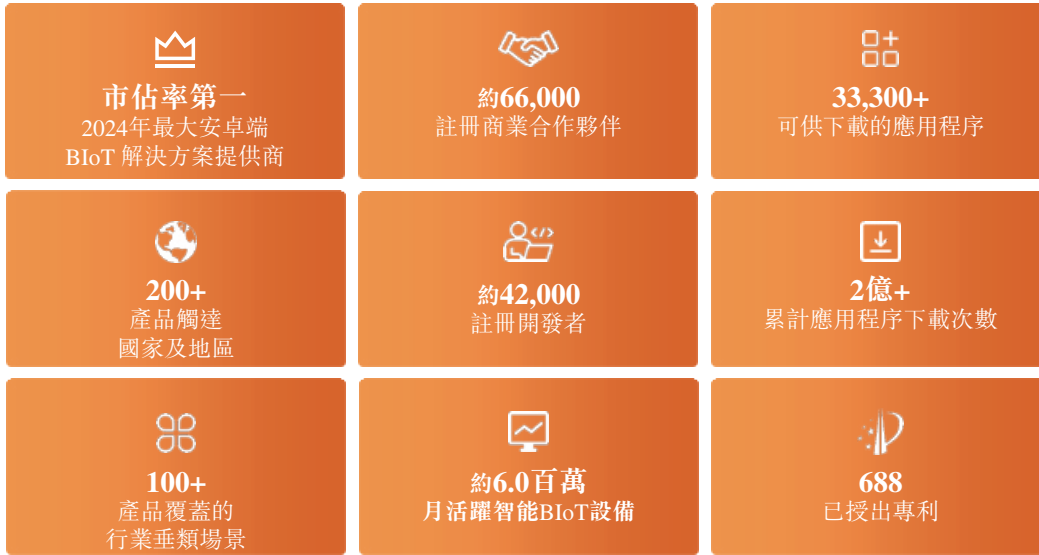 市佔率第一
2024年最大安卓端
BIoT 解決方案提供商
約66,000
註冊商業合作夥伴
33,300+
可供下載的應用程序
200+
產品觸達
國家及地區
約42,000
註冊開發者
2億+
累計應用程序下載次數
100+
產品覆蓋的
行業垂類場景
約6.0百萬
月活躍智能BIoT設備
688
已授出專利